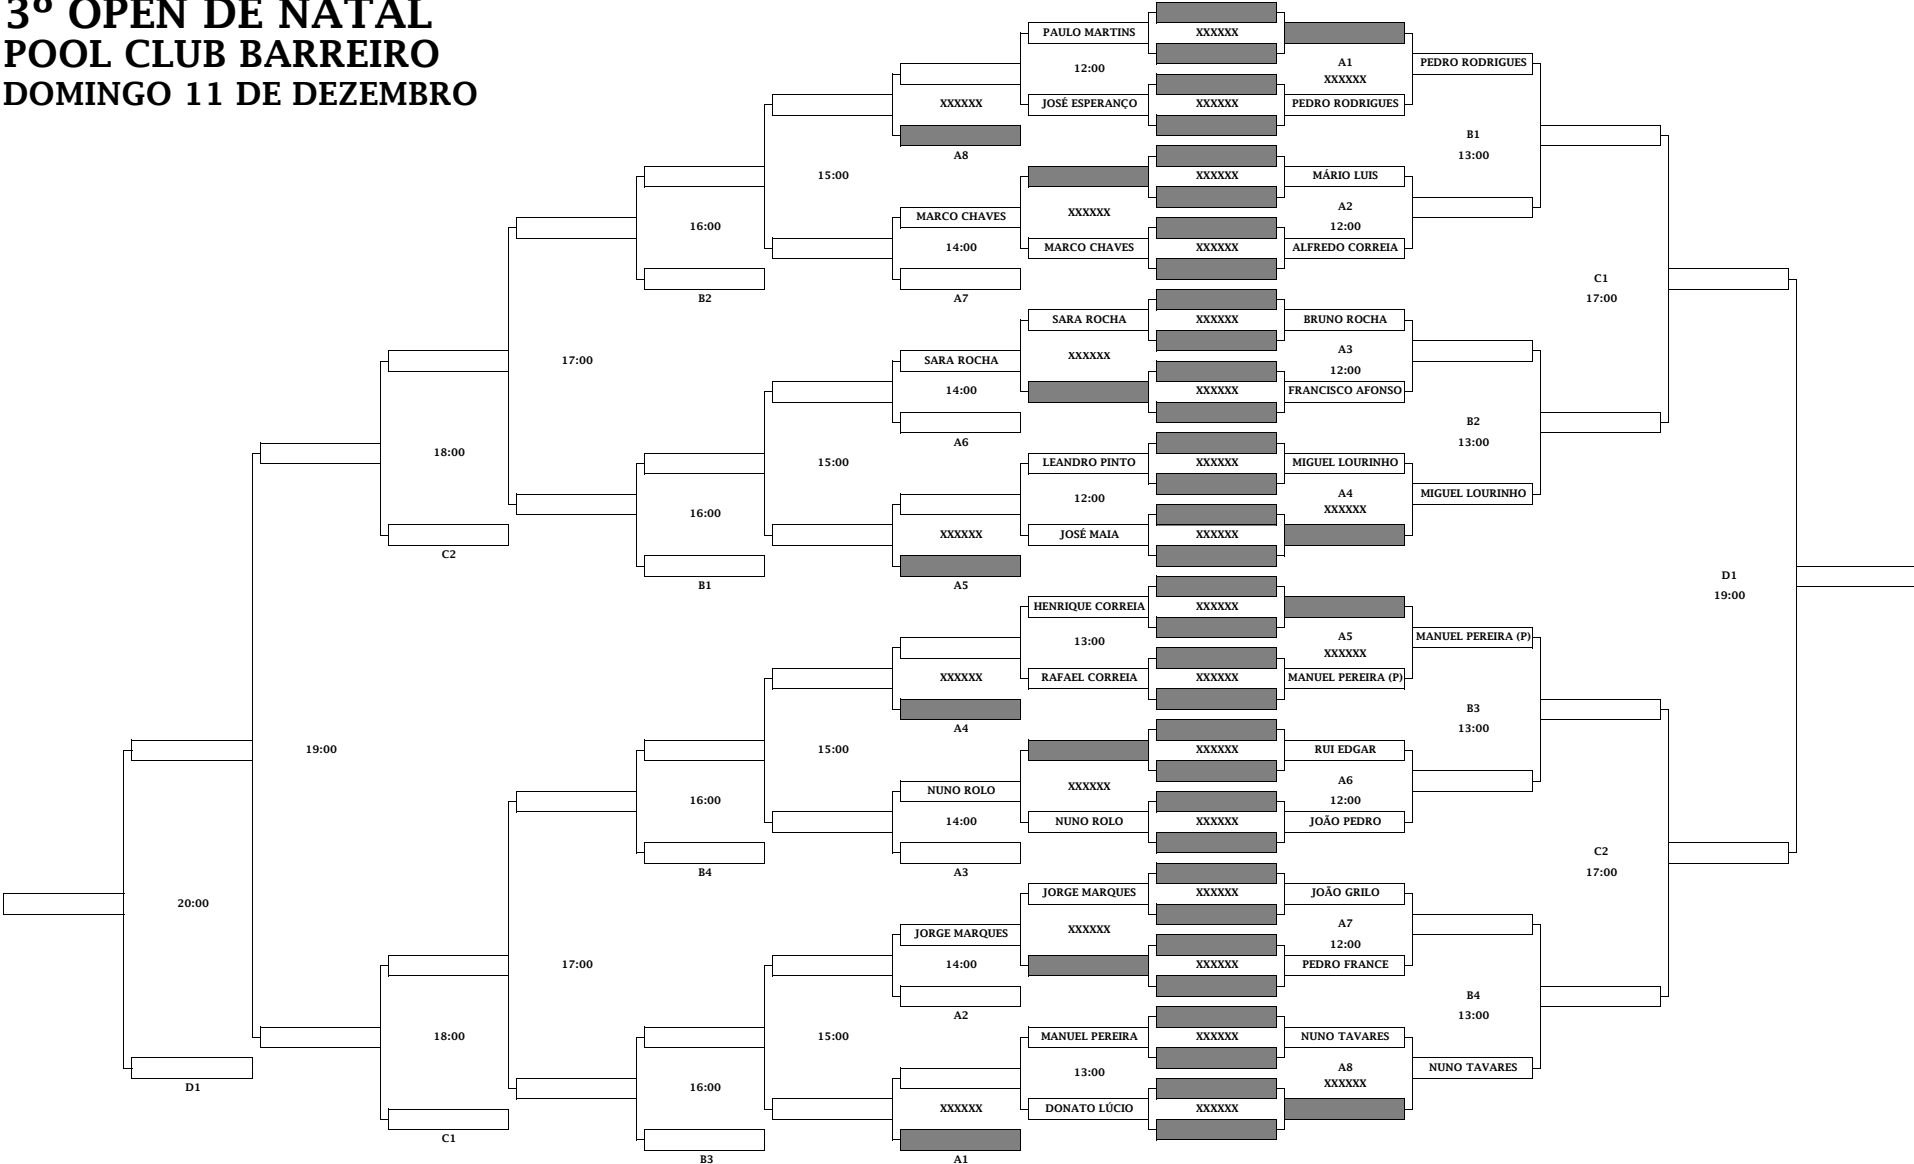 3º OPEN DE NATAL
POOL CLUB BARREIRO
DOMINGO 11 DE DEZEMBRO
PAULO MARTINS
XXXXXX
12:00
A1
XXXXXX
PEDRO RODRIGUES
XXXXXX
JOSÉ ESPERANÇO
XXXXXX
PEDRO RODRIGUES
A8
B1
13:00
15:00
XXXXXX
MÁRIO LUIS
MARCO CHAVES
XXXXXX
A2
16:00
12:00
14:00
MARCO CHAVES
XXXXXX
ALFREDO CORREIA
B2
A7
C1
17:00
SARA ROCHA
XXXXXX
BRUNO ROCHA
17:00
SARA ROCHA
XXXXXX
A3
12:00
14:00
XXXXXX
FRANCISCO AFONSO
A6
B2
13:00
18:00
15:00
LEANDRO PINTO
XXXXXX
MIGUEL LOURINHO
12:00
A4
XXXXXX
MIGUEL LOURINHO
16:00
XXXXXX
JOSÉ MAIA
XXXXXX
C2
B1
A5
D1
19:00
HENRIQUE CORREIA
XXXXXX
13:00
A5
XXXXXX
MANUEL PEREIRA (P)
XXXXXX
RAFAEL CORREIA
XXXXXX
MANUEL PEREIRA (P)
A4
B3
13:00
19:00
15:00
XXXXXX
RUI EDGAR
NUNO ROLO
XXXXXX
A6
16:00
12:00
14:00
NUNO ROLO
XXXXXX
JOÃO PEDRO
B4
A3
C2
17:00
20:00
JORGE MARQUES
XXXXXX
JOÃO GRILO
JORGE MARQUES
XXXXXX
A7
12:00
17:00
14:00
XXXXXX
PEDRO FRANCE
A2
B4
13:00
18:00
15:00
MANUEL PEREIRA
XXXXXX
NUNO TAVARES
13:00
A8
XXXXXX
NUNO TAVARES
D1
16:00
XXXXXX
DONATO LÚCIO
XXXXXX
C1
B3
A1